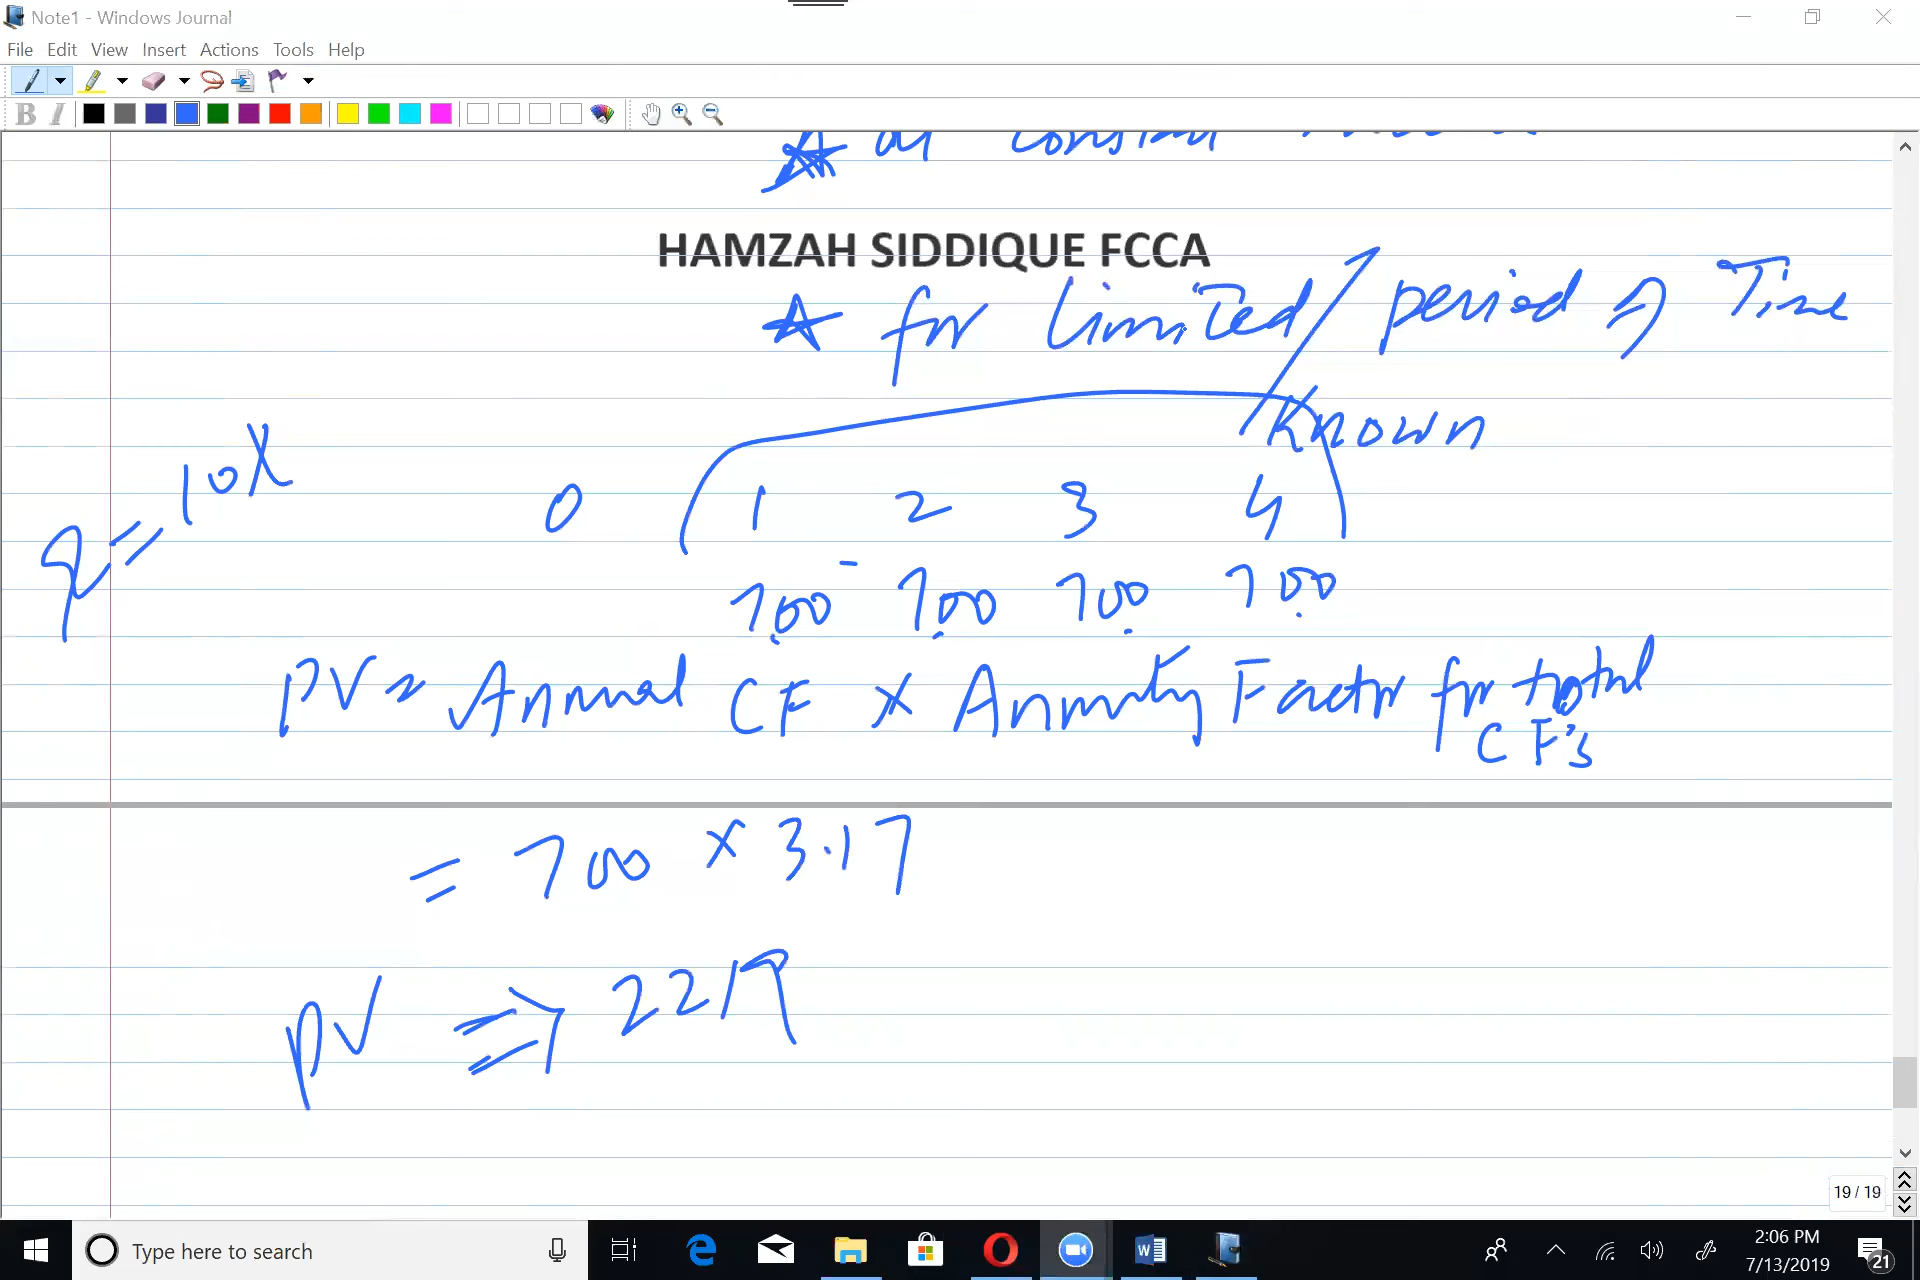 Note1 - Windows Journal
File Edit View Insert Actions Tools Help
B I
HAMZAH SIDDIQUE FCCA
for limited period of Time
Known
r = 10%
0 1 2 3 4
700 700 700 700
PV = Annual CF x Annuity Factor for total
CF's
= 700 x 3.17
PV ⇒ 2219
19 / 19
Type here to search
2:06 PM
7/13/2019
21